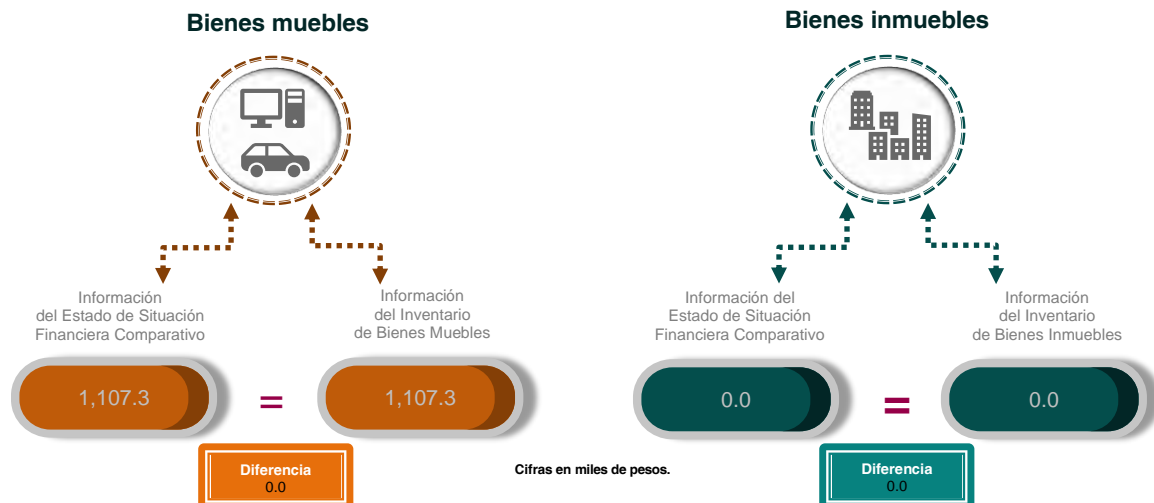 Bienes muebles
Información
del Estado de Situación
Financiera Comparativo
Información
del Inventario
de Bienes Muebles
1,107.3
=
1,107.3
Diferencia
0.0
Cifras en miles de pesos.
Bienes inmuebles
Información del
Estado de Situación
Financiera Comparativo
Información
del Inventario
de Bienes Inmuebles
0.0
=
0.0
Diferencia
0.0